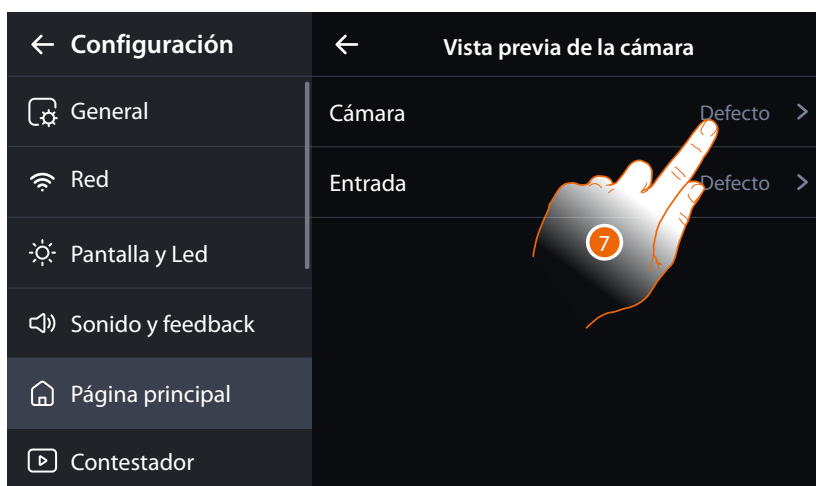 Configuración
Vista previa de la cámara
General
Cámara
Defecto
Red
Entrada
Defecto
Pantalla y Led
7
Sonido y feedback
Página principal
Contestador